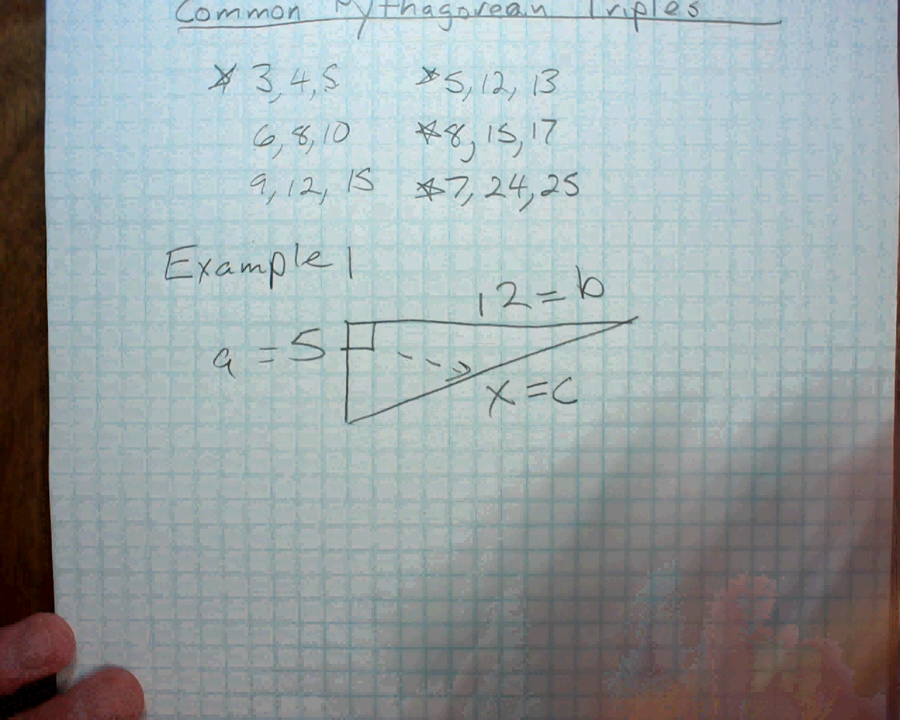 Common Pythagorean Triples
* 3, 4, 5 * 5, 12, 13
6, 8, 10 * 8, 15, 17
9, 12, 15 * 7, 24, 25
Example 1
12 = b
a = 5
x = c